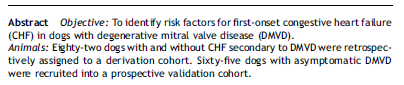 Abstract Objective: To identify risk factors for first-onset congestive heart failure
(CHF) in dogs with degenerative mitral valve disease (DMVD).
Animals: Eighty-two dogs with and without CHF secondary to DMVD were retrospec-
tively assigned to a derivation cohort. Sixty-five dogs with asymptomatic DMVD
were recruited into a prospective validation cohort.